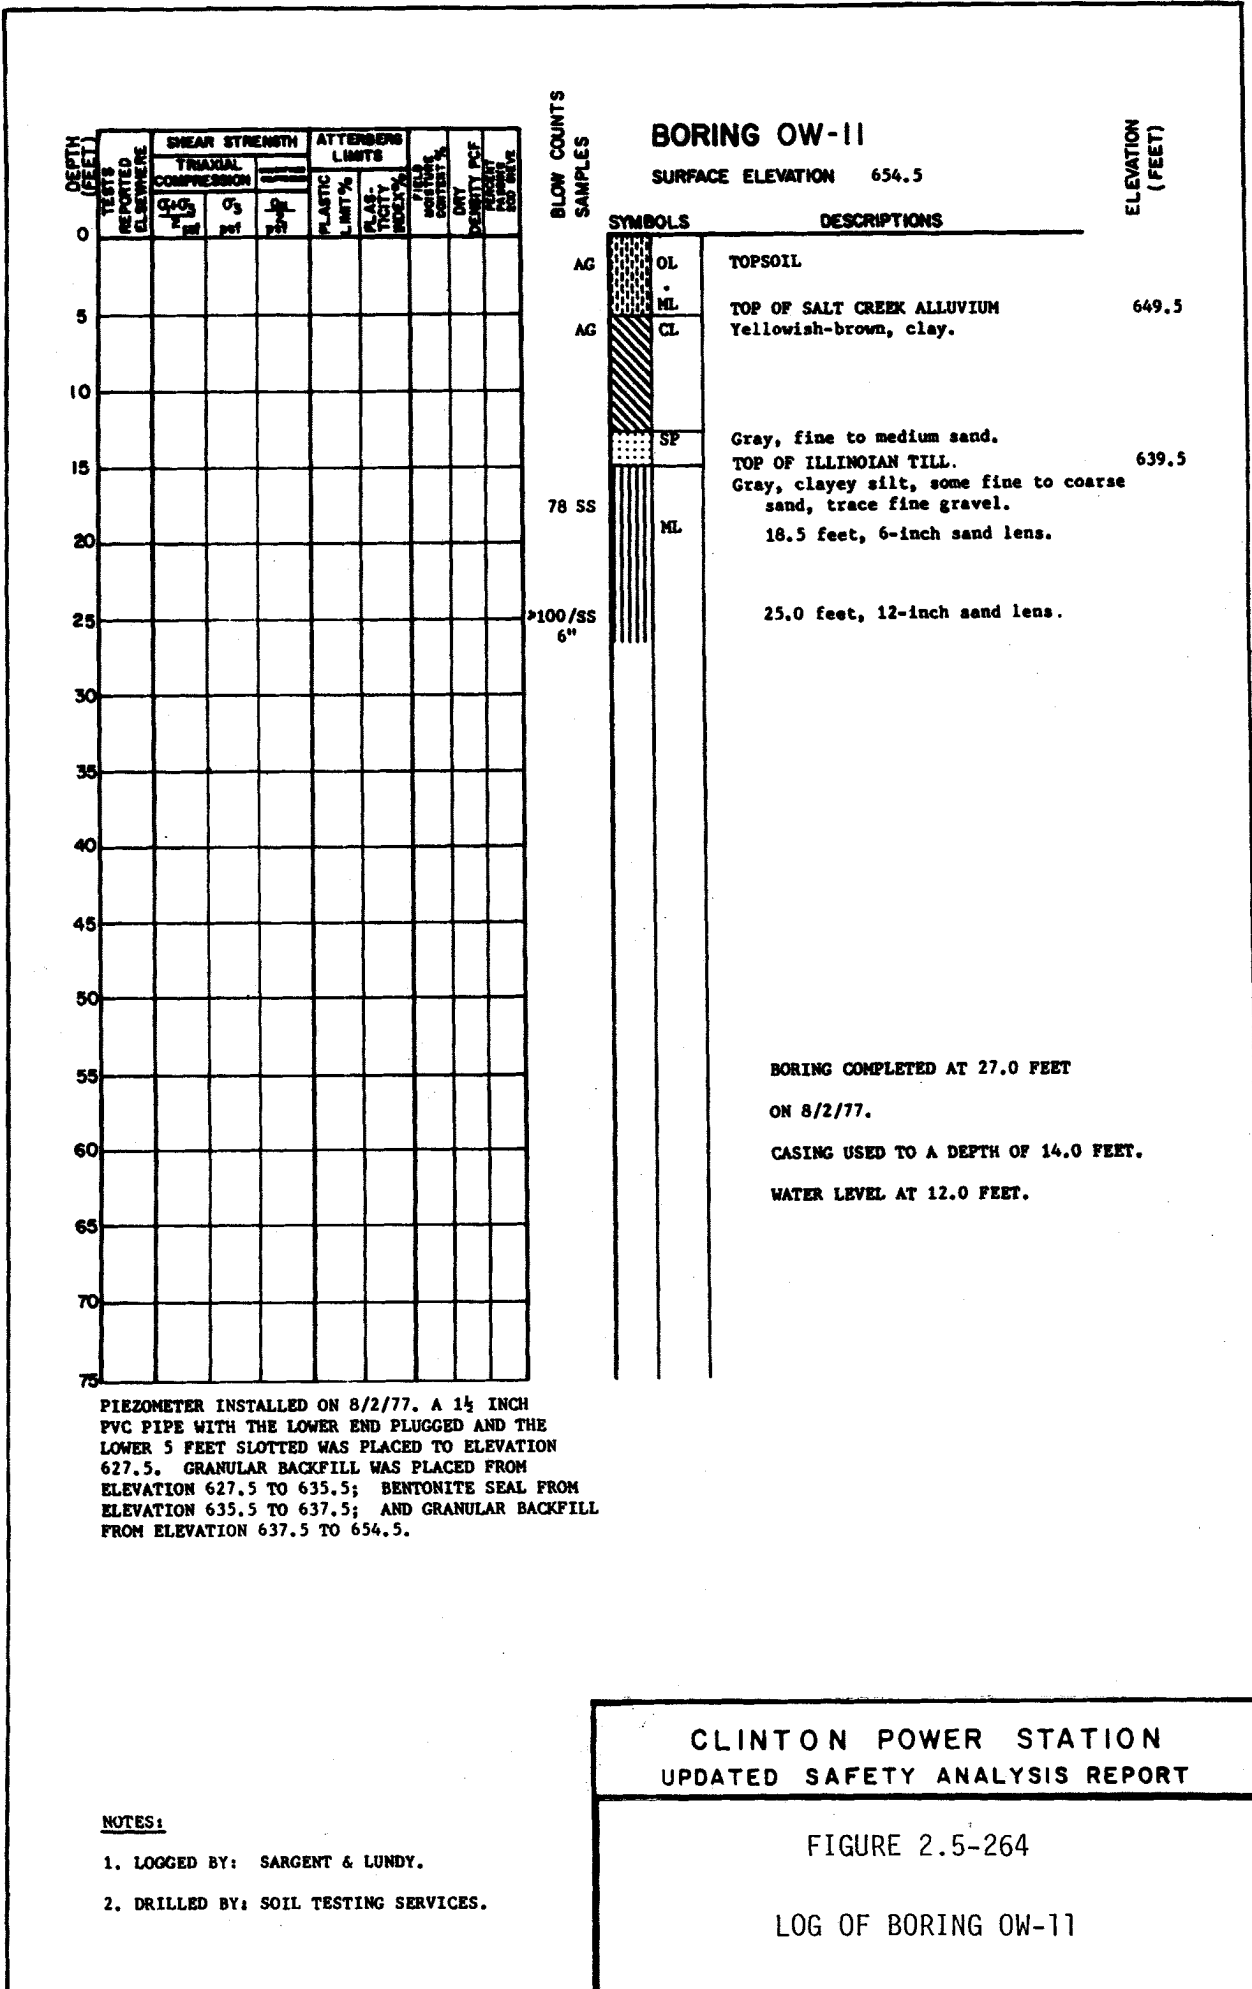 BORING OW-11
SURFACE ELEVATION 654.5
DEPTH (FEET)
TESTS REPORTED ELSEWHERE
SHEAR STRENGTH
TRIAXIAL COMPRESSION
ATTERBERG LIMITS
PLASTIC LIMIT %
PLAS-TICITY INDEX %
FIELD MOISTURE CONTENT %
DRY DENSITY PCF
BLOW COUNTS
SAMPLES
SYMBOLS
DESCRIPTIONS
ELEVATION (FEET)
0
AG OL TOPSOIL
ML
5
TOP OF SALT CREEK ALLUVIUM 649.5
AG CL Yellowish-brown, clay.
10
SP Gray, fine to medium sand.
15
TOP OF ILLINOIAN TILL. 639.5
Gray, clayey silt, some fine to coarse
78 SS sand, trace fine gravel.
ML 18.5 feet, 6-inch sand lens.
20
25
>100/SS 25.0 feet, 12-inch sand lens.
6"
30
35
40
45
50
55
60
65
70
75
BORING COMPLETED AT 27.0 FEET
ON 8/2/77.
CASING USED TO A DEPTH OF 14.0 FEET.
WATER LEVEL AT 12.0 FEET.
PIEZOMETER INSTALLED ON 8/2/77. A 1½ INCH
PVC PIPE WITH THE LOWER END PLUGGED AND THE
LOWER 5 FEET SLOTTED WAS PLACED TO ELEVATION
627.5. GRANULAR BACKFILL WAS PLACED FROM
ELEVATION 627.5 TO 635.5; BENTONITE SEAL FROM
ELEVATION 635.5 TO 637.5; AND GRANULAR BACKFILL
FROM ELEVATION 637.5 TO 654.5.
NOTES:
1. LOGGED BY: SARGENT & LUNDY.
2. DRILLED BY: SOIL TESTING SERVICES.
CLINTON POWER STATION
UPDATED SAFETY ANALYSIS REPORT
FIGURE 2.5-264
LOG OF BORING OW-11